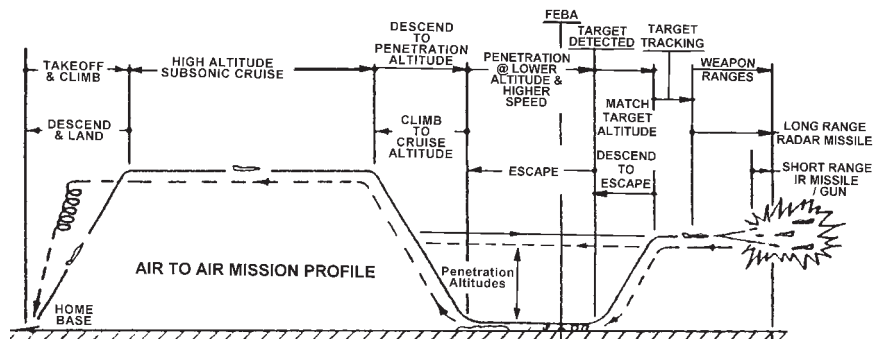 FEBA
DESCEND
TO
PENETRATION
ALTITUDE
TARGET
DETECTED
TARGET
TRACKING
TAKEOFF
& CLIMB
HIGH ALTITUDE
SUBSONIC CRUISE
PENETRATION
@ LOWER
ALTITUDE &
HIGHER
SPEED
WEAPON
RANGES
DESCEND
& LAND
CLIMB
TO
CRUISE
ALTITUDE
MATCH
TARGET
ALTITUDE
LONG RANGE
RADAR MISSILE
ESCAPE
DESCEND
TO
ESCAPE
SHORT RANGE
IR MISSILE
/ GUN
AIR TO AIR MISSION PROFILE
Penetration
Altitudes
HOME
BASE